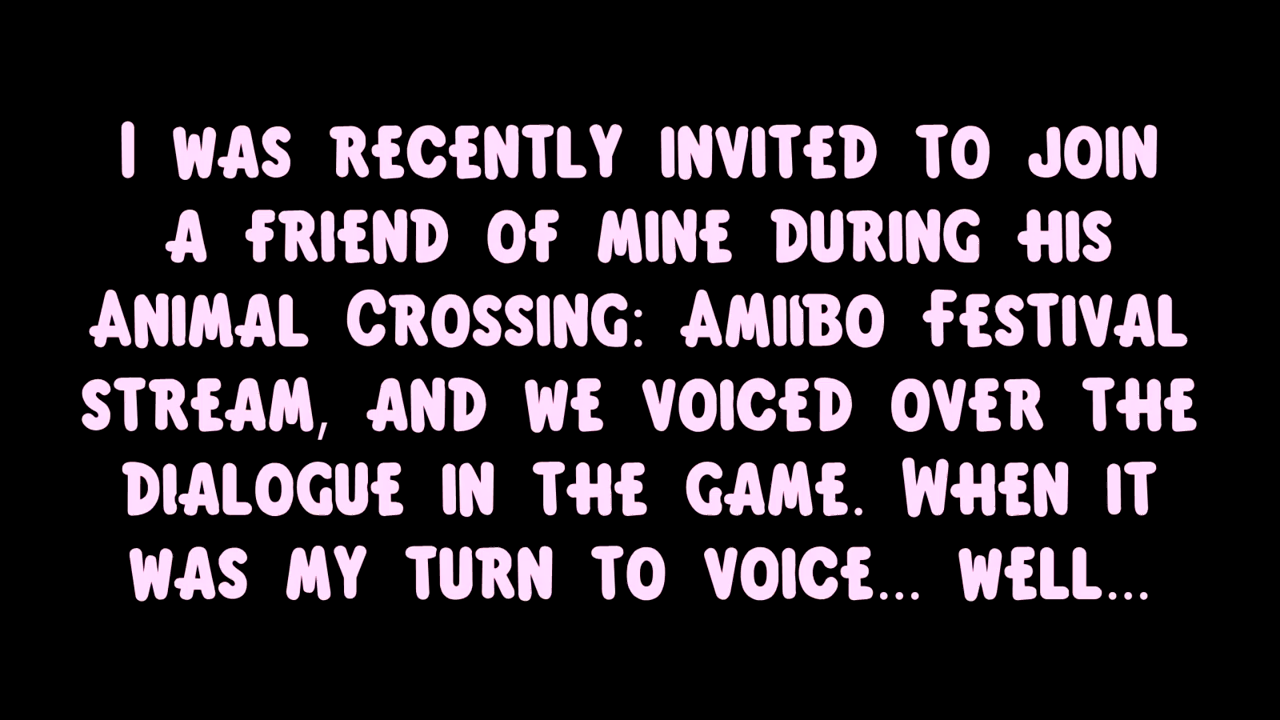 I was recently invited to join
a friend of mine during his
Animal Crossing: Amiibo Festival
stream, and we voiced over the
dialogue in the game. When it
was my turn to voice... well...